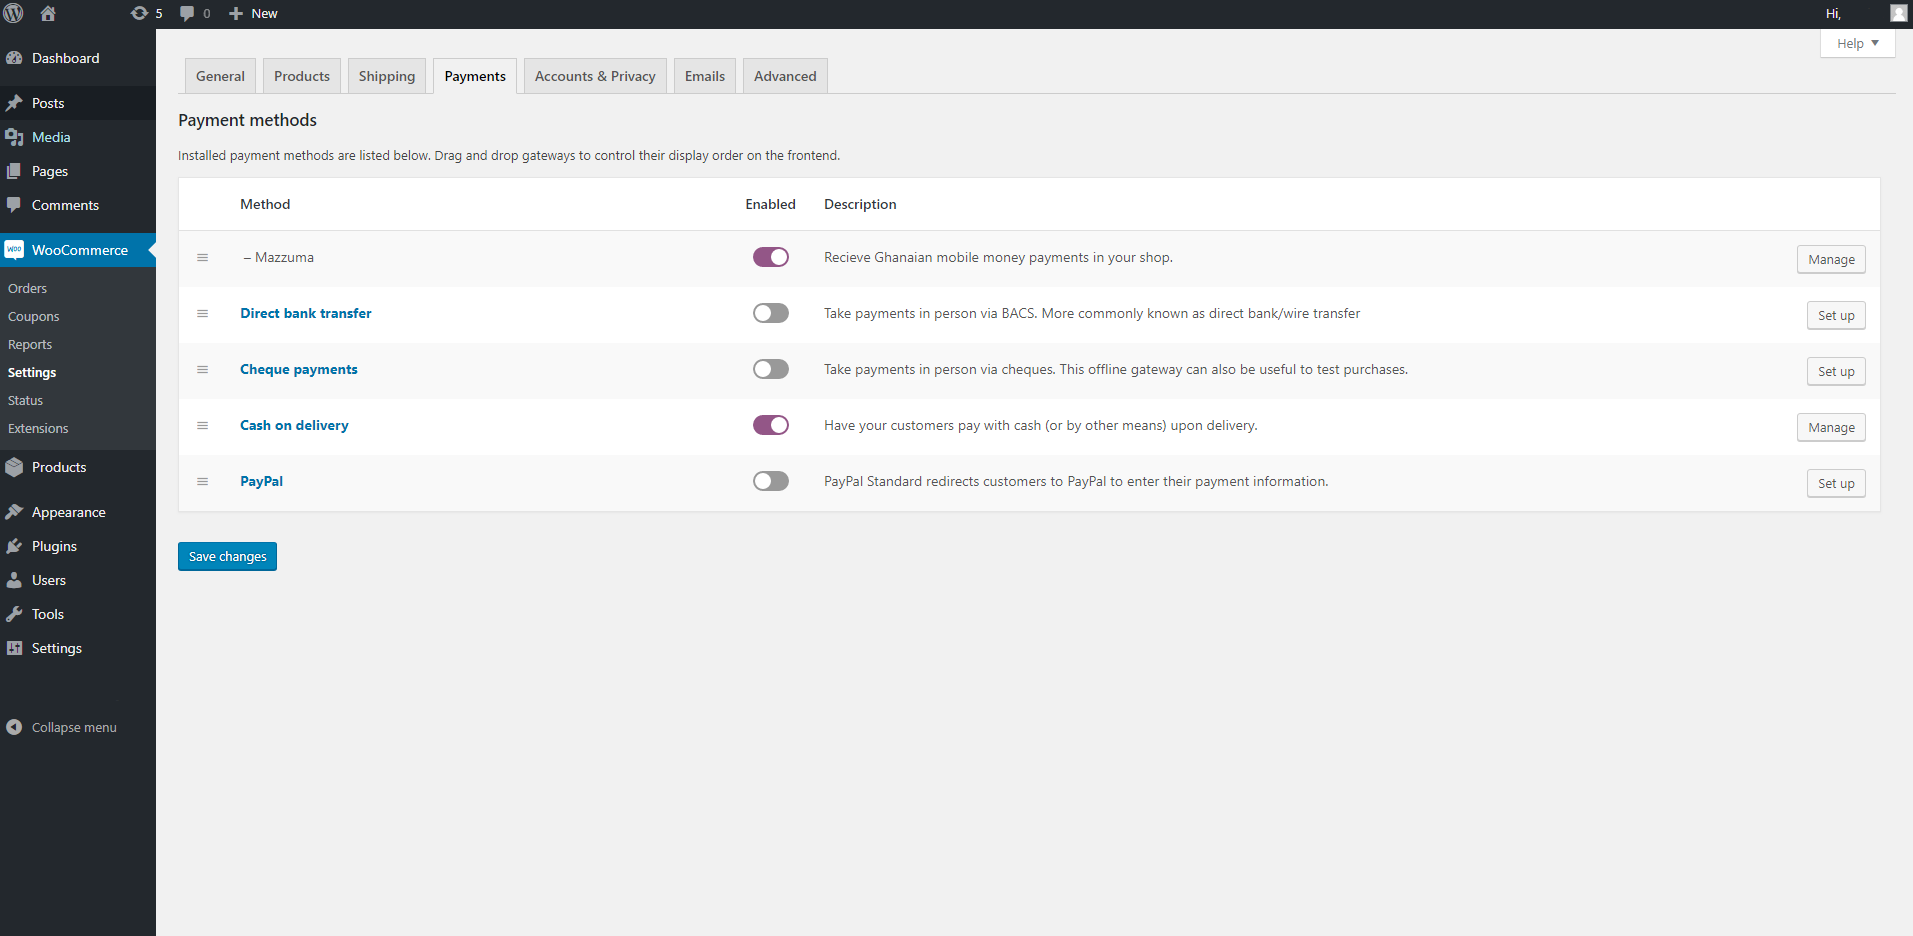 5 0 New Hi,
Help
Dashboard
Posts
Media
Pages
Comments
WooCommerce
Orders
Coupons
Reports
Settings
Status
Extensions
Products
Appearance
Plugins
Users
Tools
Settings
Collapse menu
General Products Shipping Payments Accounts & Privacy Emails Advanced
Payment methods
Installed payment methods are listed below. Drag and drop gateways to control their display order on the frontend.
Method Enabled Description
– Mazzuma Recieve Ghanaian mobile money payments in your shop. Manage
Direct bank transfer Take payments in person via BACS. More commonly known as direct bank/wire transfer Set up
Cheque payments Take payments in person via cheques. This offline gateway can also be useful to test purchases. Set up
Cash on delivery Have your customers pay with cash (or by other means) upon delivery. Manage
PayPal PayPal Standard redirects customers to PayPal to enter their payment information. Set up
Save changes